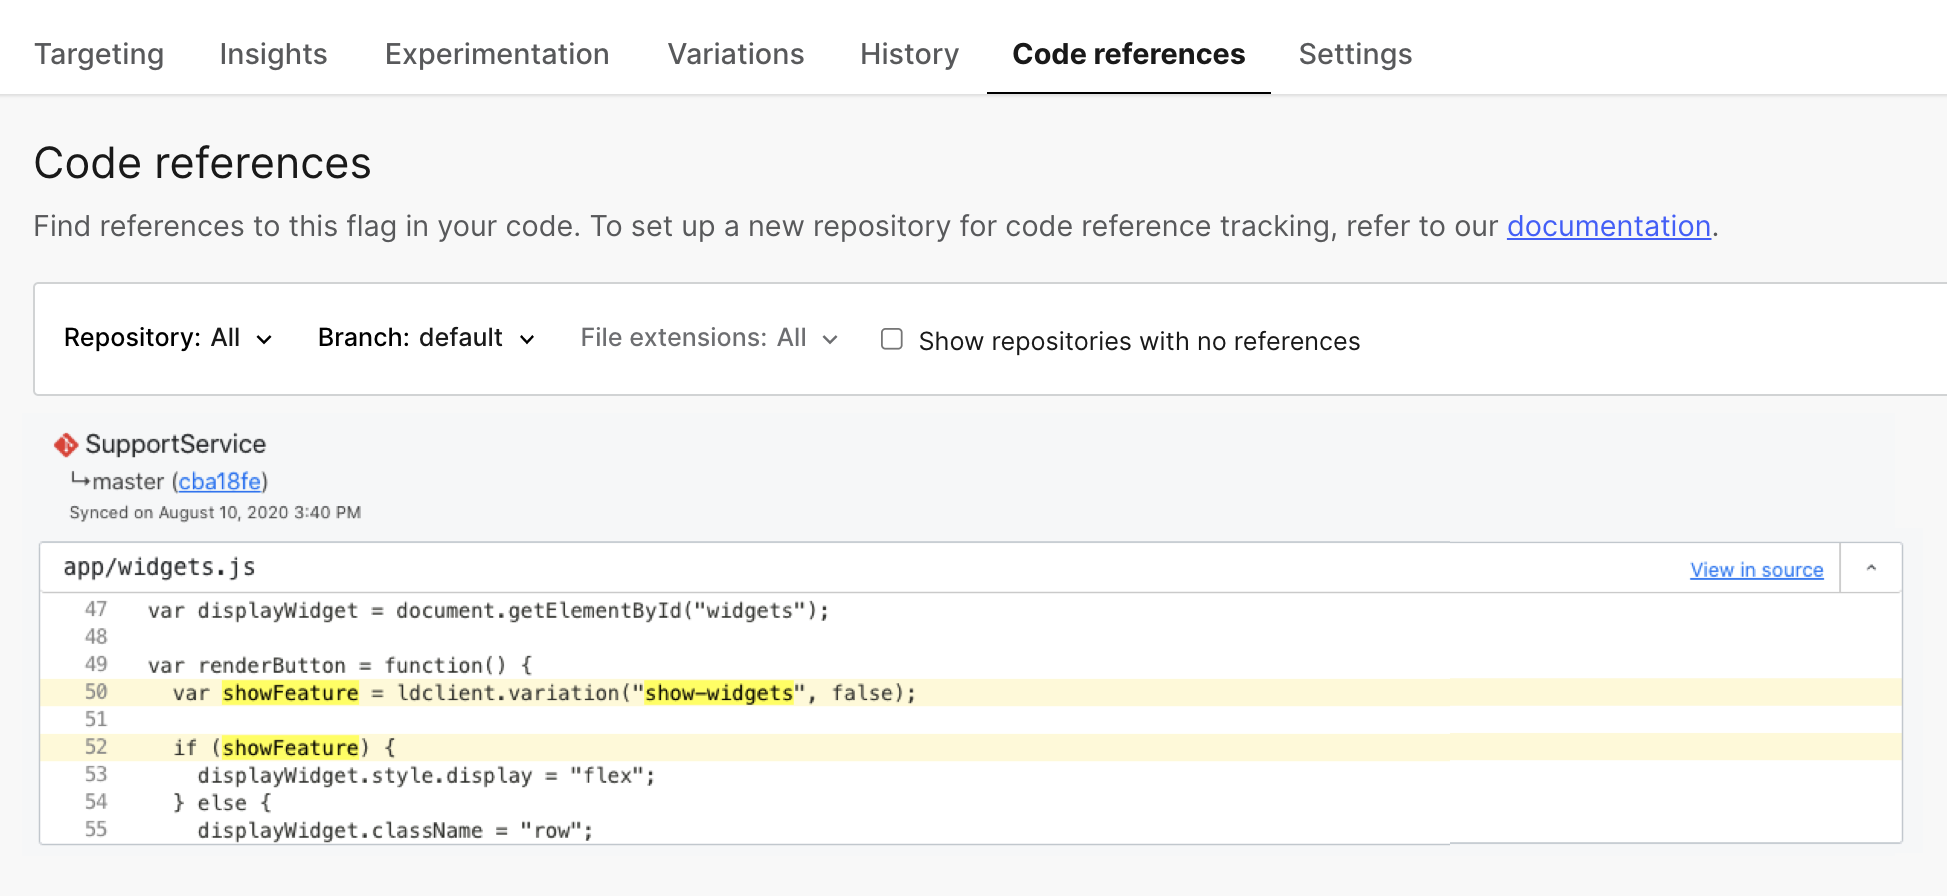 Targeting Insights Experimentation Variations History Code references Settings
Code references
Find references to this flag in your code. To set up a new repository for code reference tracking, refer to our documentation.
Repository: All Branch: default File extensions: All Show repositories with no references
SupportService
↳master (cba18fe)
Synced on August 10, 2020 3:40 PM
app/widgets.js View in source
47 var displayWidget = document.getElementById("widgets");
48
49 var renderButton = function() {
50 var showFeature = ldclient.variation("show-widgets", false);
51
52 if (showFeature) {
53 displayWidget.style.display = "flex";
54 } else {
55 displayWidget.className = "row";